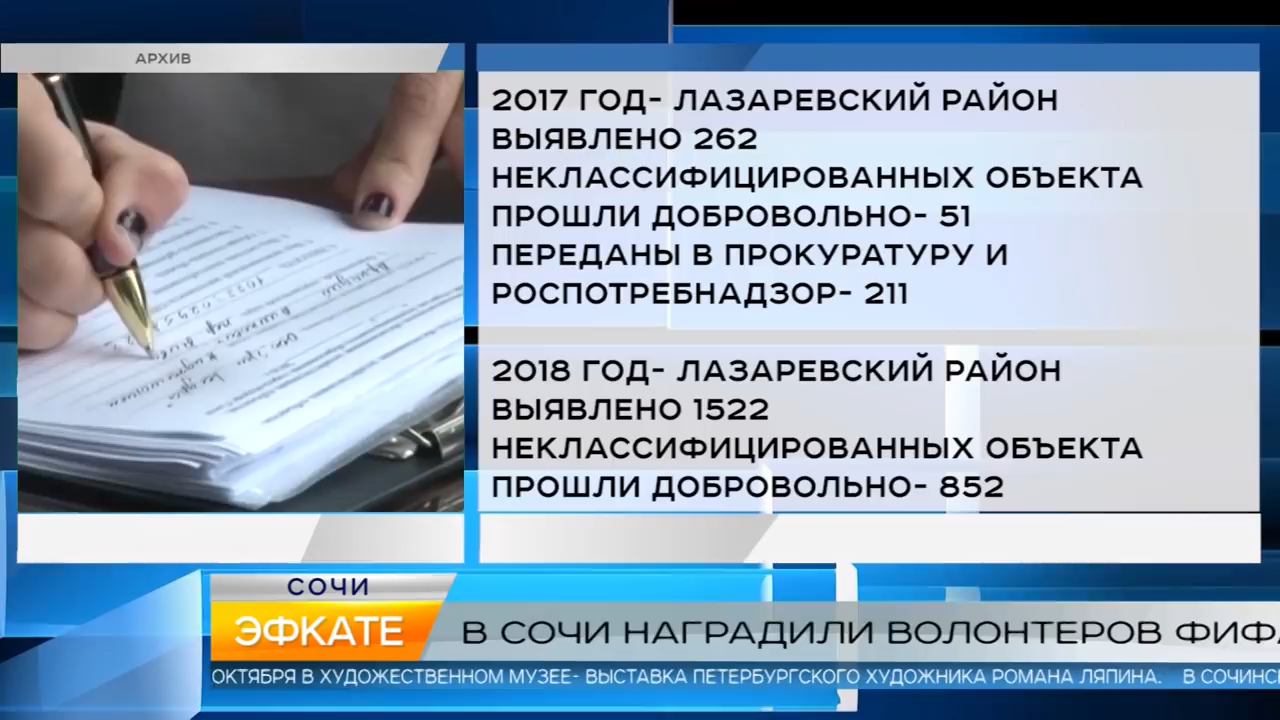 АРХИВ
2017 ГОД- ЛАЗАРЕВСКИЙ РАЙОН
ВЫЯВЛЕНО 262
НЕКЛАССИФИЦИРОВАННЫХ ОБЪЕКТА
ПРОШЛИ ДОБРОВОЛЬНО- 51
ПЕРЕДАНЫ В ПРОКУРАТУРУ И
РОСПОТРЕБНАДЗОР- 211
2018 ГОД- ЛАЗАРЕВСКИЙ РАЙОН
ВЫЯВЛЕНО 1522
НЕКЛАССИФИЦИРОВАННЫХ ОБЪЕКТА
ПРОШЛИ ДОБРОВОЛЬНО- 852
СОЧИ
ЭФКАТЕ
В СОЧИ НАГРАДИЛИ ВОЛОНТЕРОВ ФИФА
ОКТЯБРЯ В ХУДОЖЕСТВЕННОМ МУЗЕЕ- ВЫСТАВКА ПЕТЕРБУРГСКОГО ХУДОЖНИКА РОМАНА ЛЯПИНА. В СОЧИНС